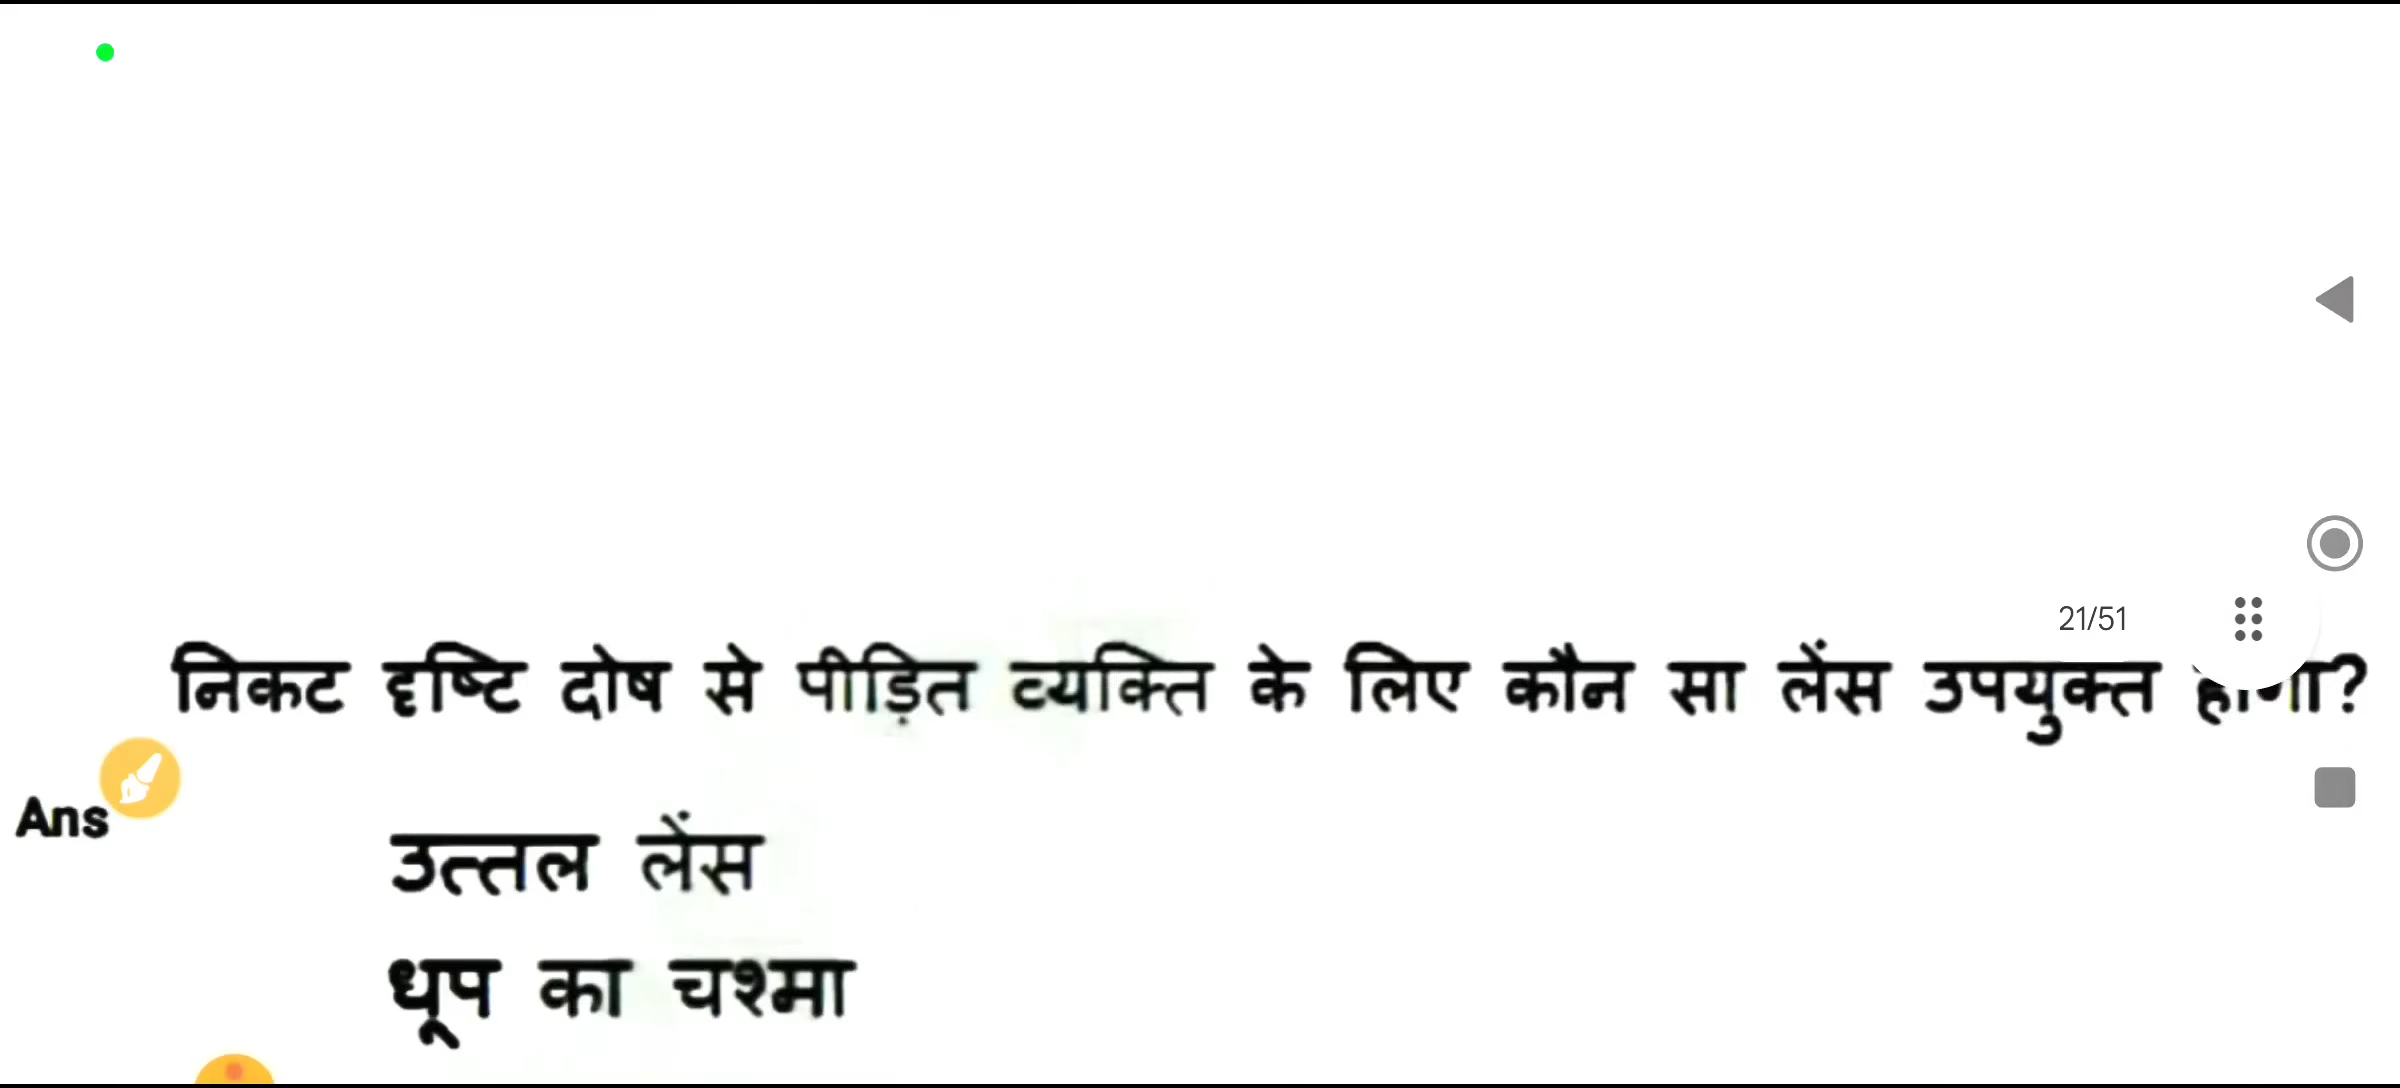 21/51
निकट दृष्टि दोष से पीड़ित व्यक्ति के लिए कौन सा लेंस उपयुक्त ?
Ans
उत्तल लेंस
धूप का चश्मा